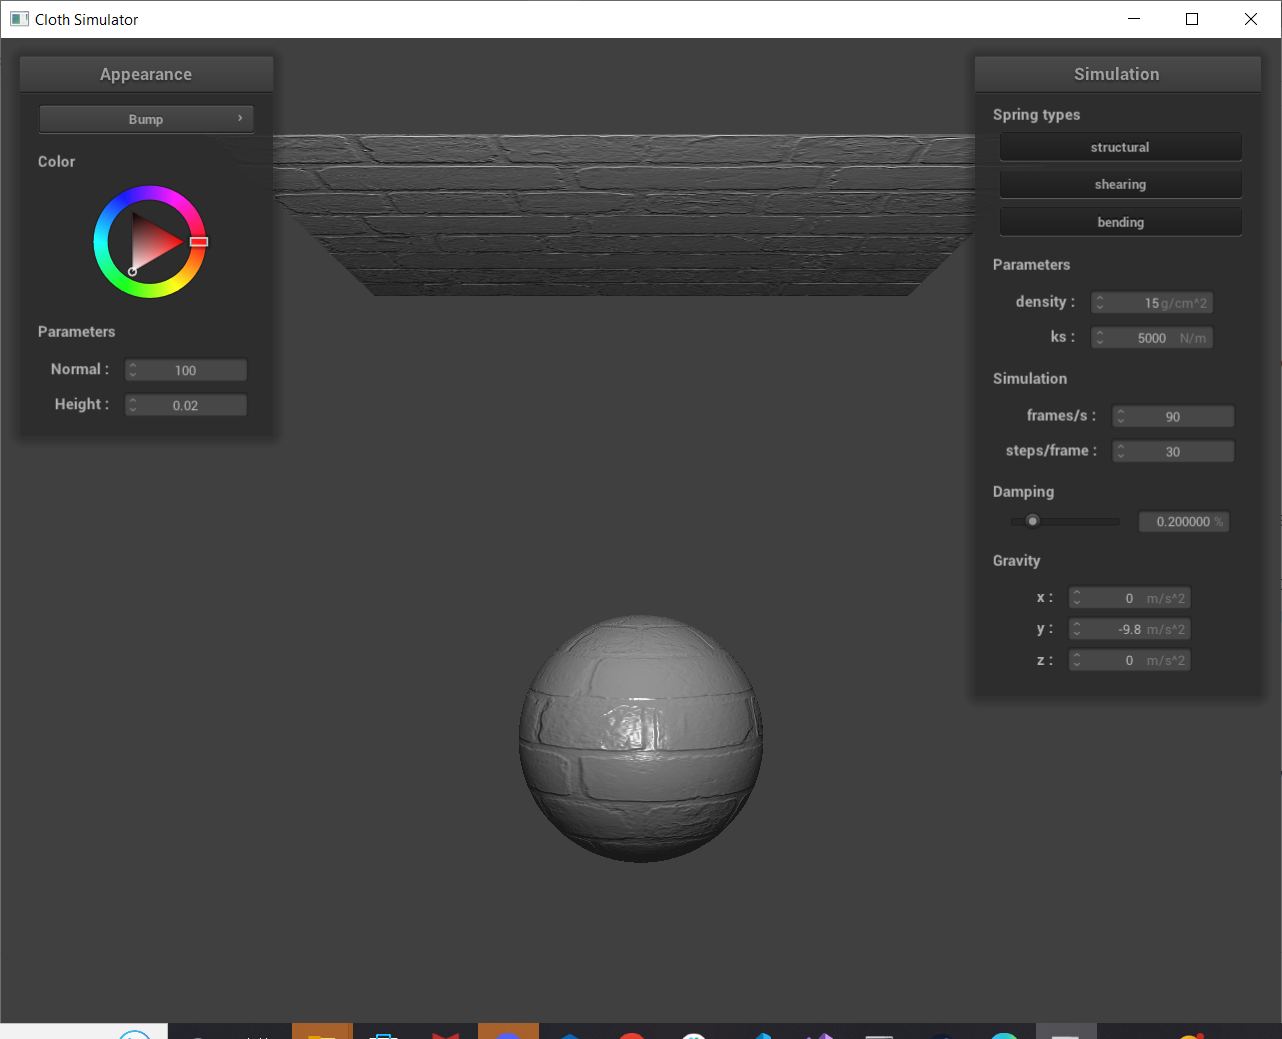 Cloth Simulator
Appearance
Bump
Color
Parameters
Normal : 100
Height : 0.02
Simulation
Spring types
structural
shearing
bending
Parameters
density : 15 g/cm^2
ks : 5000 N/m
Simulation
frames/s : 90
steps/frame : 30
Damping
0.200000 %
Gravity
x : 0 m/s^2
y : -9.8 m/s^2
z : 0 m/s^2